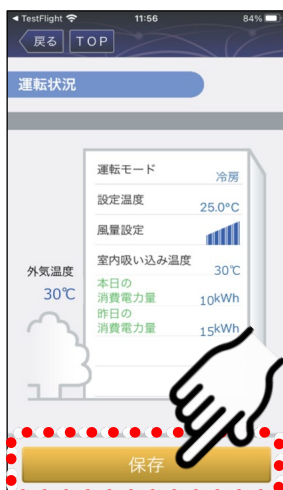 ◀ TestFlight 11:56 84%
戻る TOP
運転状況
運転モード 冷房
設定温度 25.0°C
風量設定
室内吸い込み温度 30℃
外気温度
30℃
本日の
消費電力量 10kWh
昨日の
消費電力量 15kWh
保存